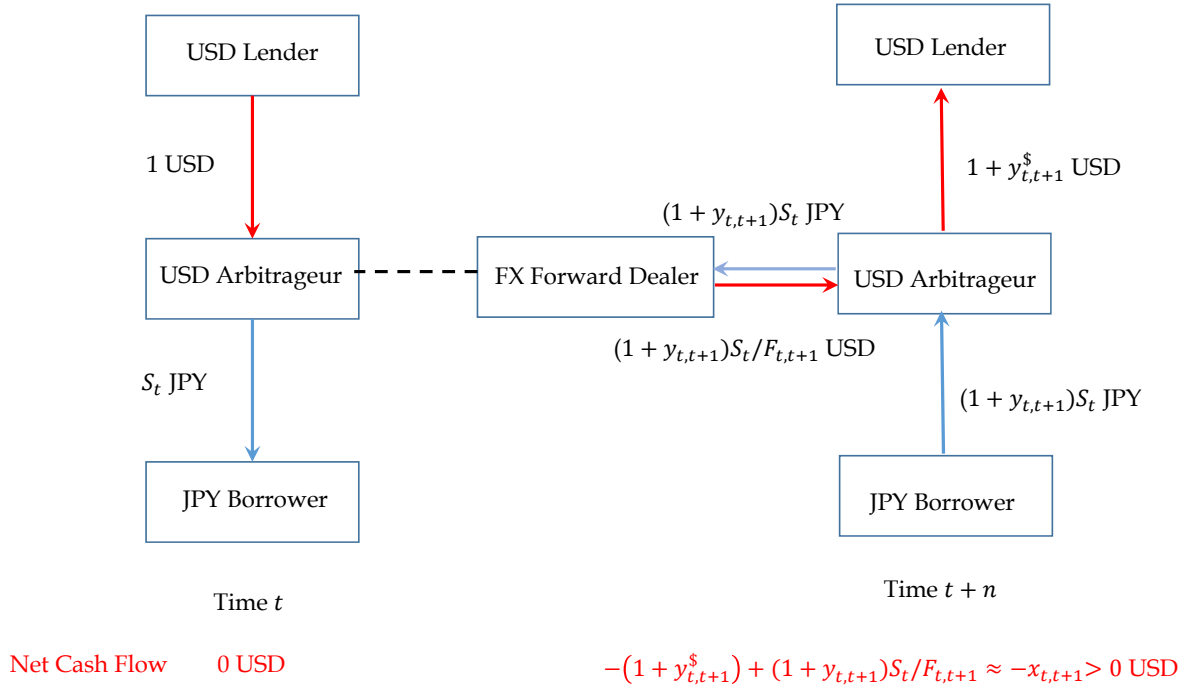 USD Lender
USD Lender
1 USD
1 + y^$_{t,t+1} USD
(1 + y_{t,t+1})S_t JPY
USD Arbitrageur
FX Forward Dealer
USD Arbitrageur
(1 + y_{t,t+1})S_t/F_{t,t+1} USD
S_t JPY
(1 + y_{t,t+1})S_t JPY
JPY Borrower
JPY Borrower
Time t
Time t + n
Net Cash Flow 0 USD
−(1 + y^$_{t,t+1}) + (1 + y_{t,t+1})S_t/F_{t,t+1} ≈ −x_{t,t+1}> 0 USD